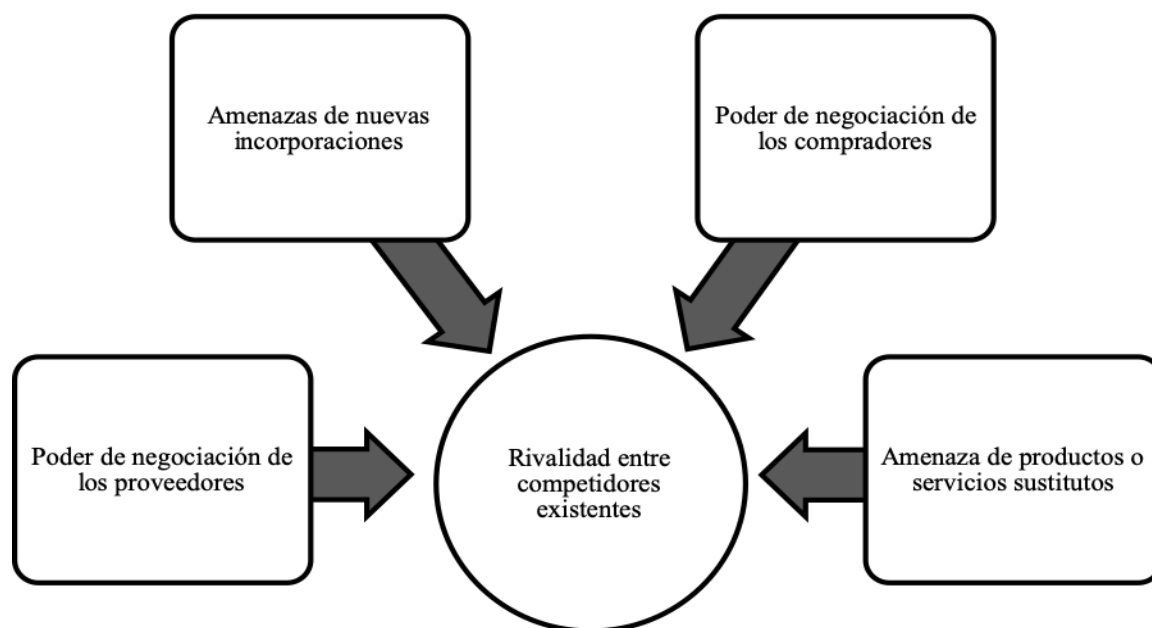 Amenazas de nuevas
incorporaciones
Poder de negociación de
los compradores
Poder de negociación de
los proveedores
Rivalidad entre
competidores
existentes
Amenaza de productos o
servicios sustitutos